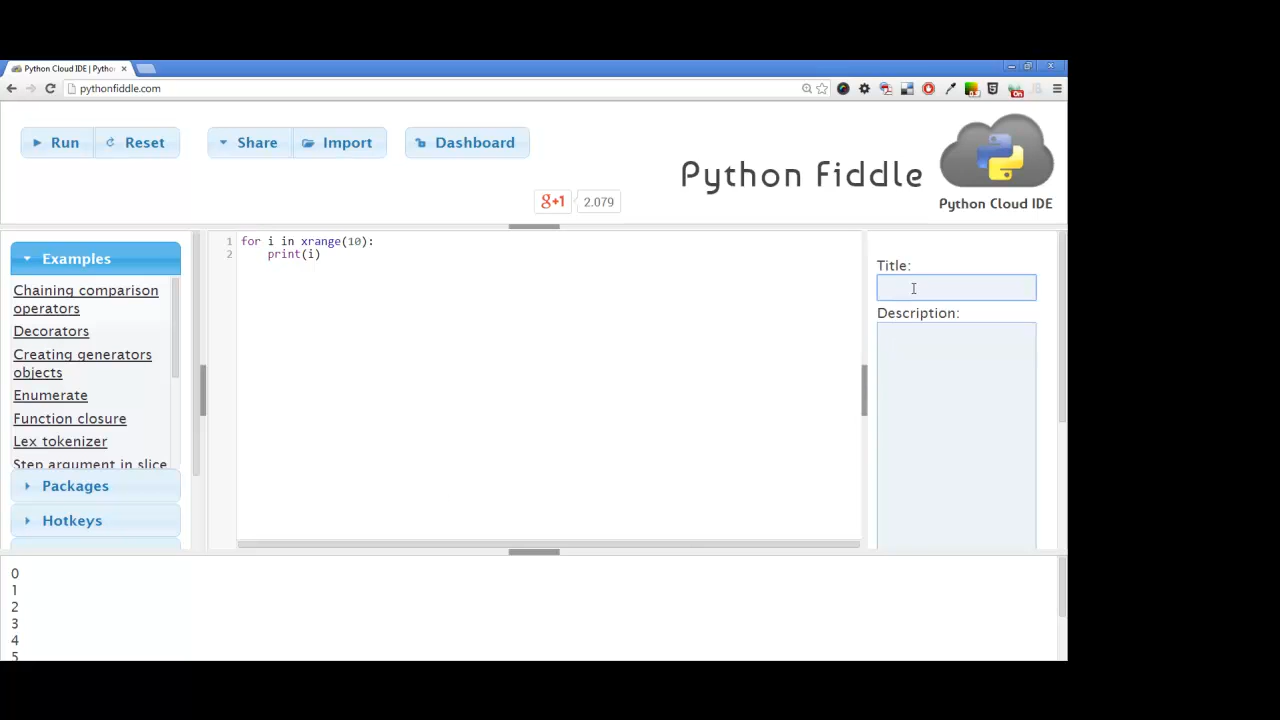 Python Cloud IDE | Pytho
pythonfiddle.com
Run
Reset
Share
Import
Dashboard
g+1
2.079
Python Fiddle
Python Cloud IDE
Examples
Chaining comparison
operators
Decorators
Creating generators
objects
Enumerate
Function closure
Lex tokenizer
Step argument in slice
Packages
Hotkeys
1 for i in xrange(10):
2     print(i)
Title:
Description:
0
1
2
3
4
5